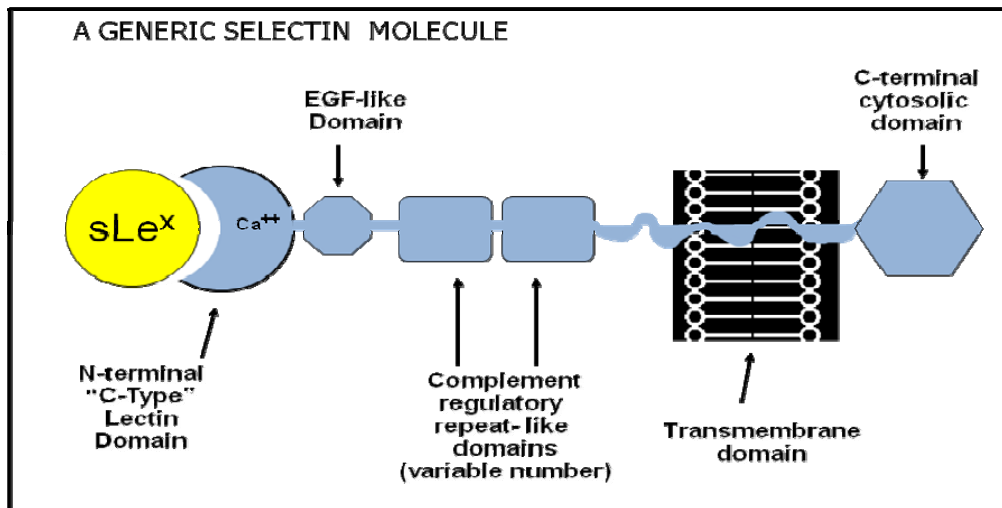 A GENERIC SELECTIN MOLECULE
EGF-like
Domain
C-terminal
cytosolic
domain
sLeˣ
Ca⁺⁺
N-terminal
"C-Type"
Lectin
Domain
Complement
regulatory
repeat-like
domains
(variable number)
Transmembrane
domain